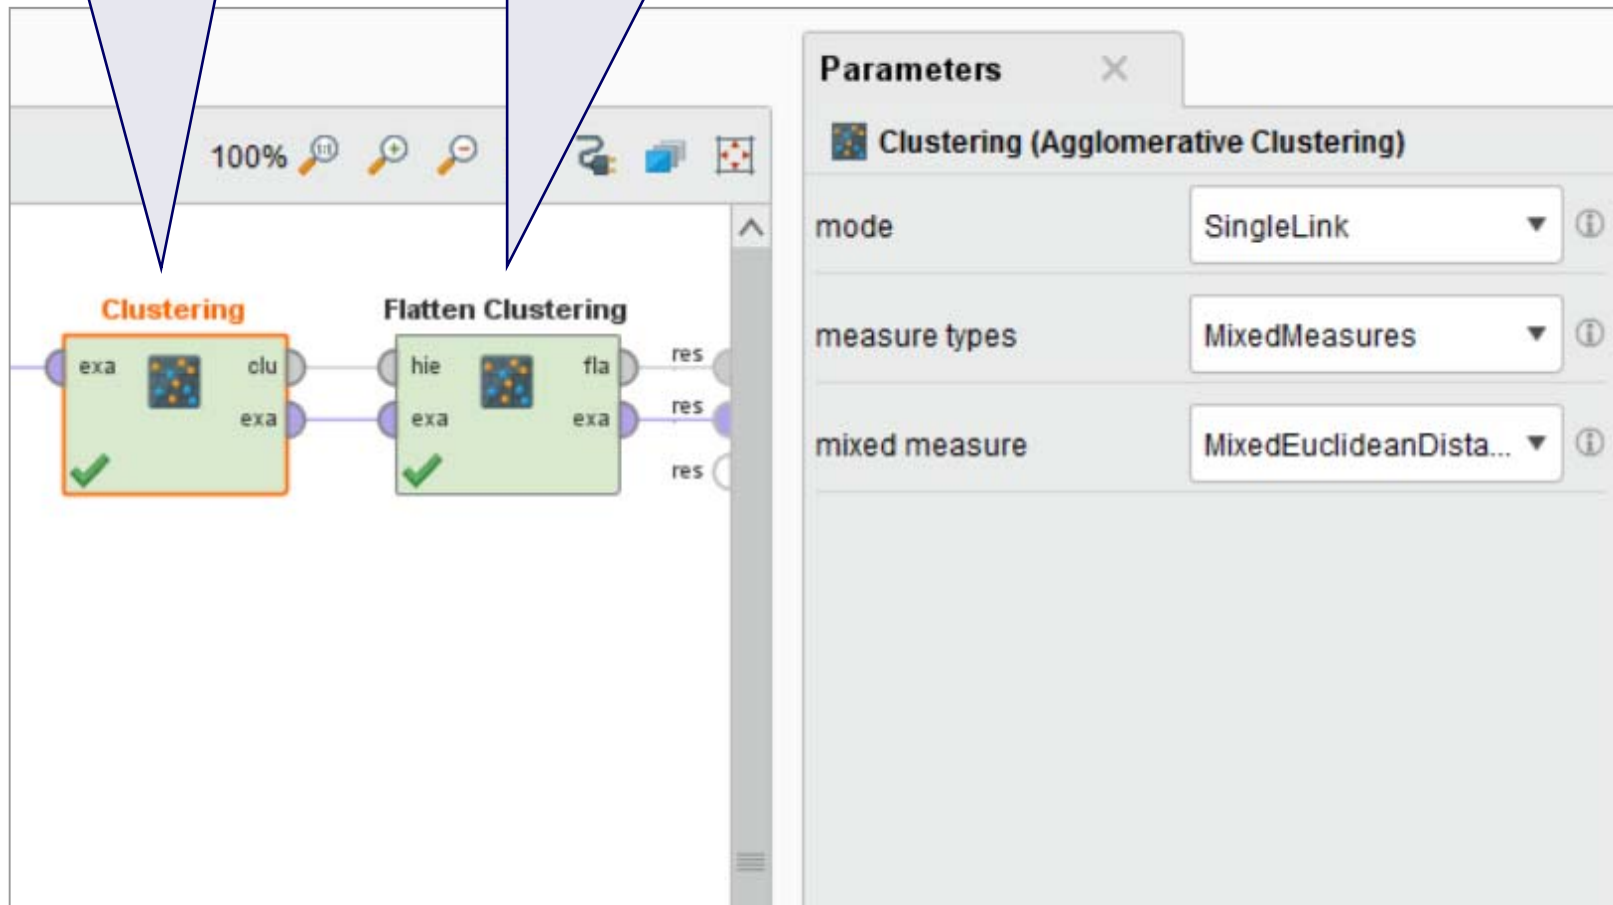 100%
Clustering
exa
clu
exa
Flatten Clustering
hie
fla
exa
exa
res
res
res
Parameters
Clustering (Agglomerative Clustering)
mode
SingleLink
measure types
MixedMeasures
mixed measure
MixedEuclideanDista...